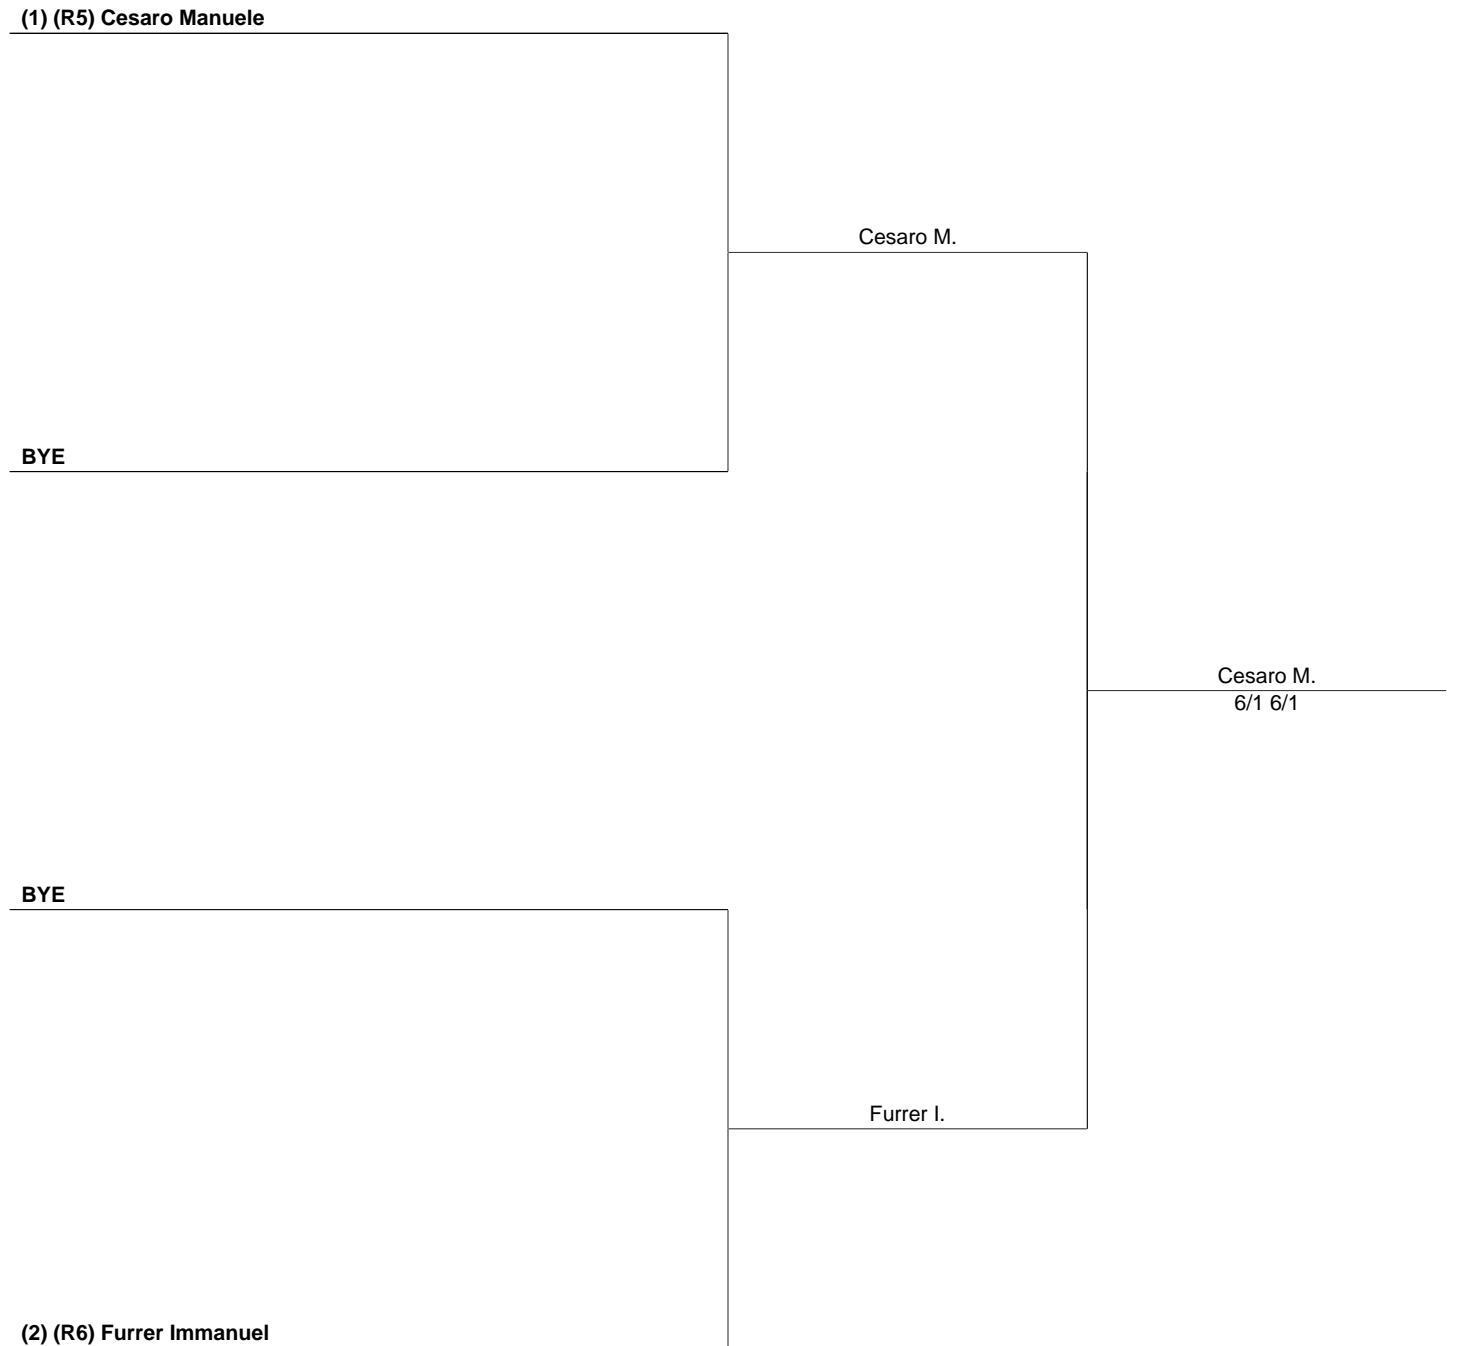 (1) (R5) Cesaro Manuele
Cesaro M.
BYE
Cesaro M.
6/1 6/1
BYE
Furrer I.
(2) (R6) Furrer Immanuel